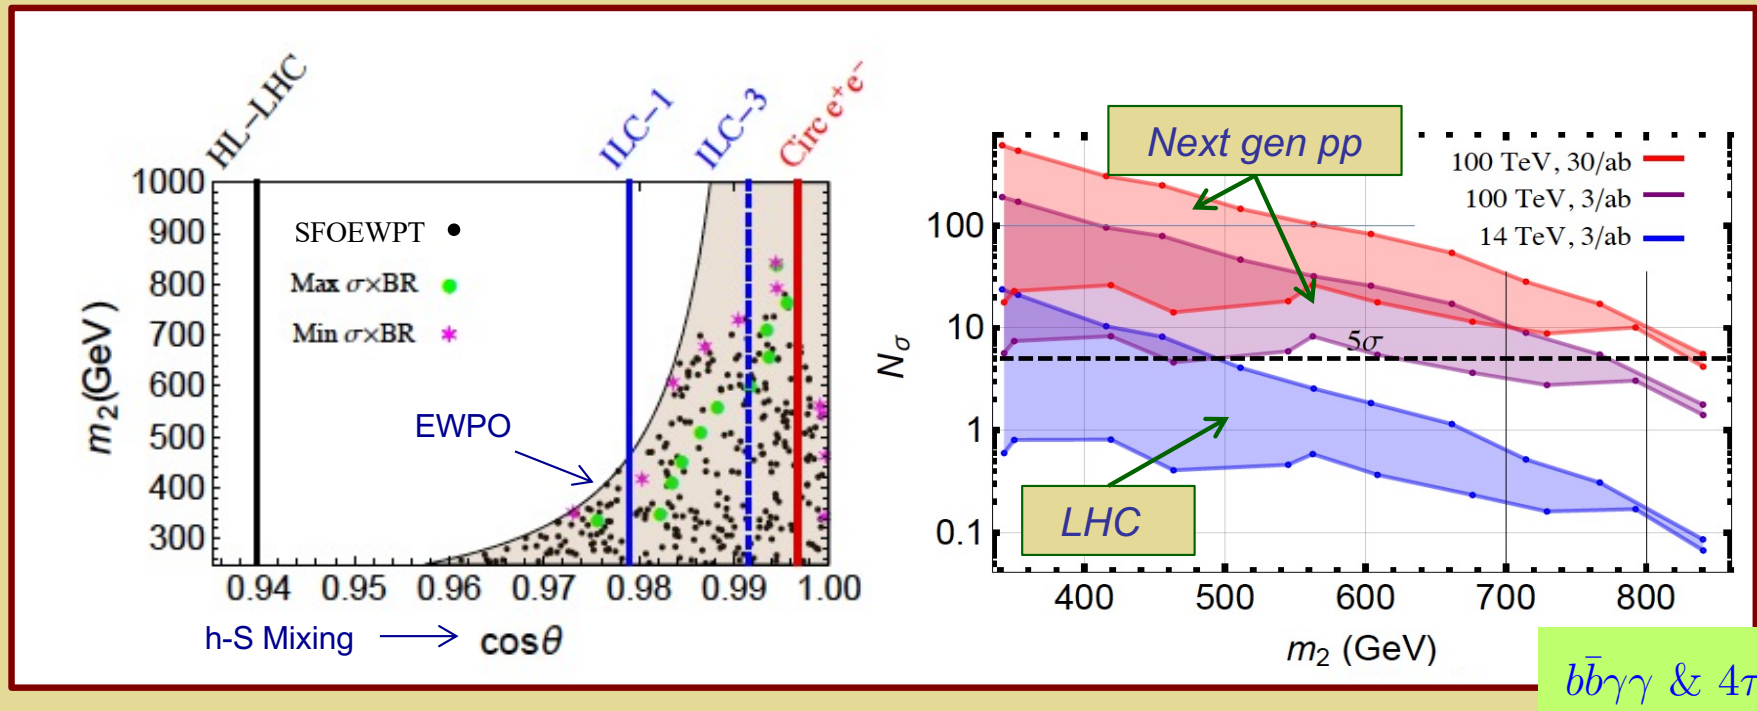 HL-LHC
ILC-1
ILC-3
Circ e⁺e⁻
1000
900
800
700
600
500
400
300
m₂(GeV)
SFOEWPT
Max σ×BR
Min σ×BR
EWPO
0.94 0.95 0.96 0.97 0.98 0.99 1.00
h-S Mixing
cosθ
Next gen pp
100 TeV, 30/ab
100 TeV, 3/ab
14 TeV, 3/ab
100
10
1
0.1
Nσ
5σ
LHC
400 500 600 700 800
m₂ (GeV)
bb̄γγ & 4τ